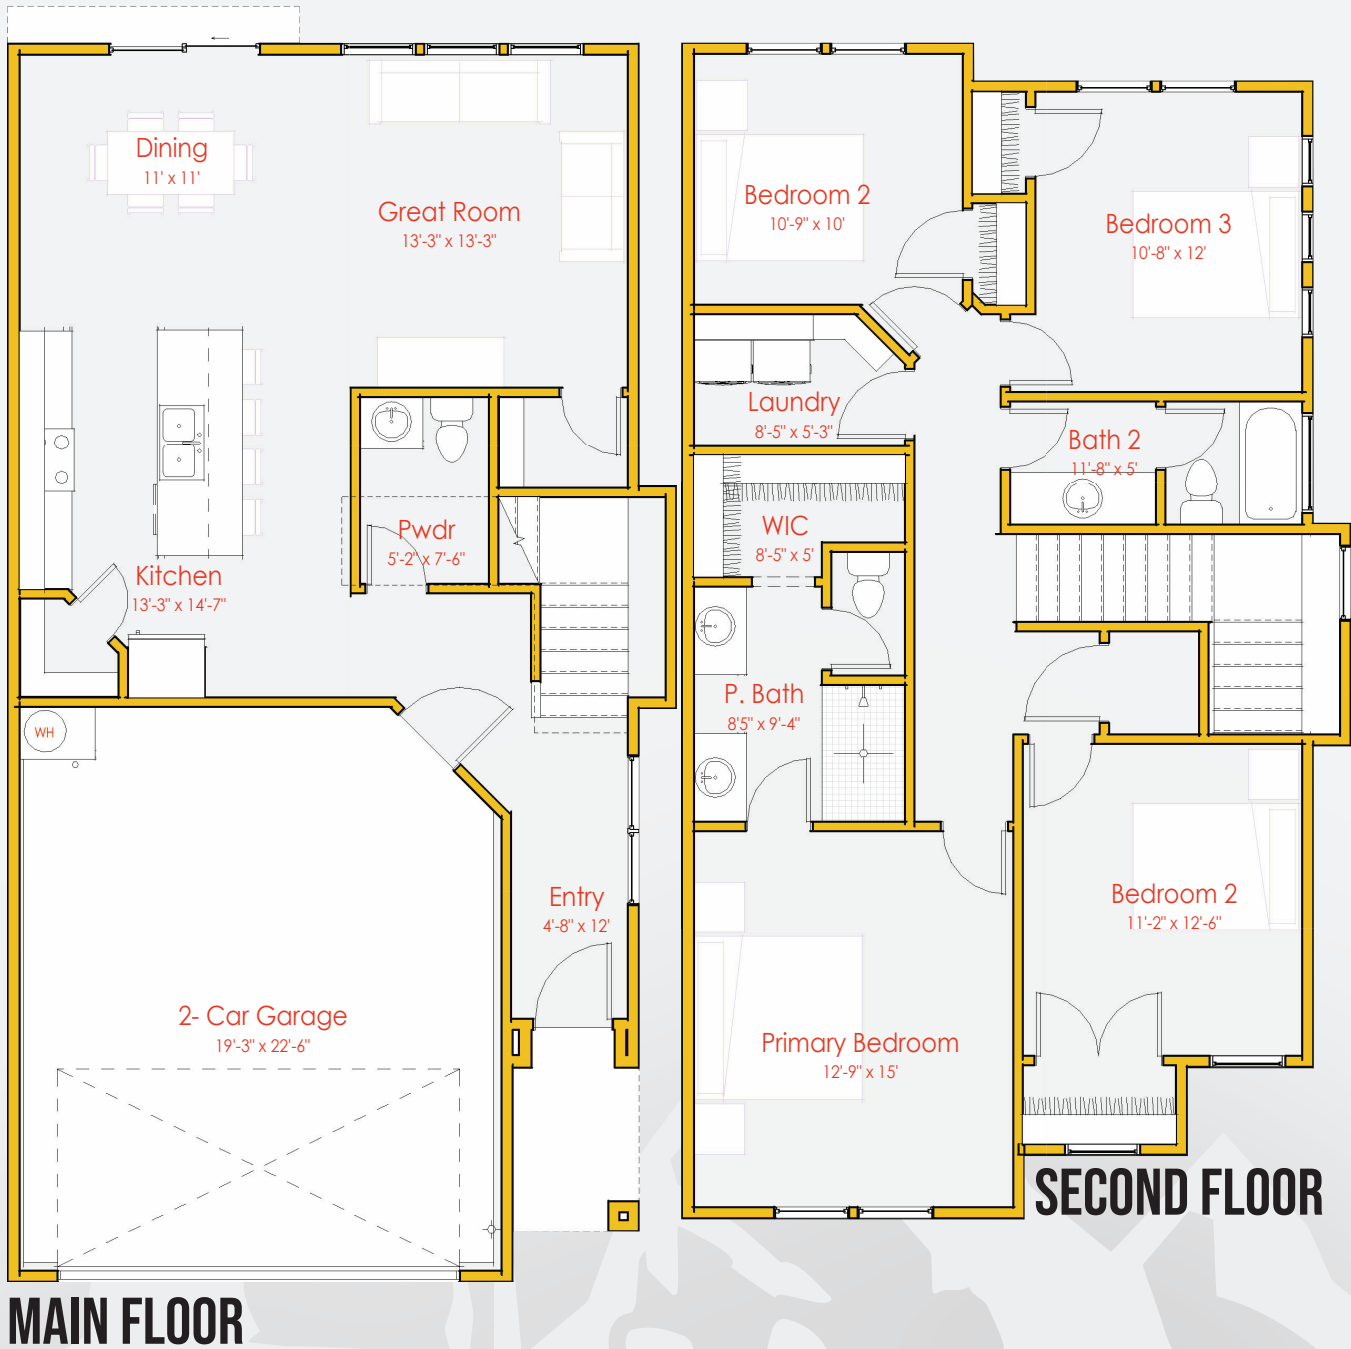 Dining
11' x 11'
Great Room
13'-3" x 13'-3"
Pwdr
5'-2" x 7'-6"
Kitchen
13'-3" x 14'-7"
WH
Entry
4'-8" x 12'
2- Car Garage
19'-3" x 22'-6"
MAIN FLOOR
Bedroom 2
10'-9" x 10'
Bedroom 3
10'-8" x 12'
Laundry
8'-5" x 5'-3"
Bath 2
11'-8" x 5'
WIC
8'-5" x 5'
P. Bath
8'5" x 9'-4"
Bedroom 2
11'-2" x 12'-6"
Primary Bedroom
12'-9" x 15'
SECOND FLOOR